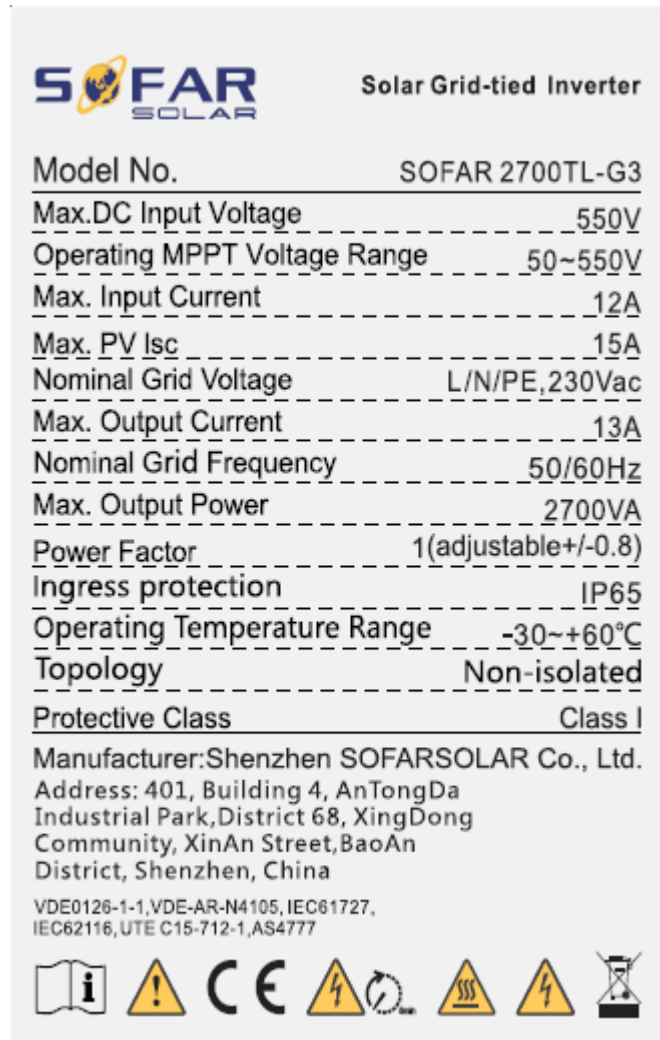 SOFAR
SOLAR
Solar Grid-tied Inverter
Model No. SOFAR 2700TL-G3
Max.DC Input Voltage 550V
Operating MPPT Voltage Range 50~550V
Max. Input Current 12A
Max. PV Isc 15A
Nominal Grid Voltage L/N/PE,230Vac
Max. Output Current 13A
Nominal Grid Frequency 50/60Hz
Max. Output Power 2700VA
Power Factor 1(adjustable+/-0.8)
Ingress protection IP65
Operating Temperature Range -30~+60℃
Topology Non-isolated
Protective Class Class I
Manufacturer:Shenzhen SOFARSOLAR Co., Ltd.
Address: 401, Building 4, AnTongDa
Industrial Park,District 68, XingDong
Community, XinAn Street,BaoAn
District, Shenzhen, China
VDE0126-1-1,VDE-AR-N4105, IEC61727,
IEC62116,UTE C15-712-1,AS4777
i ! CE